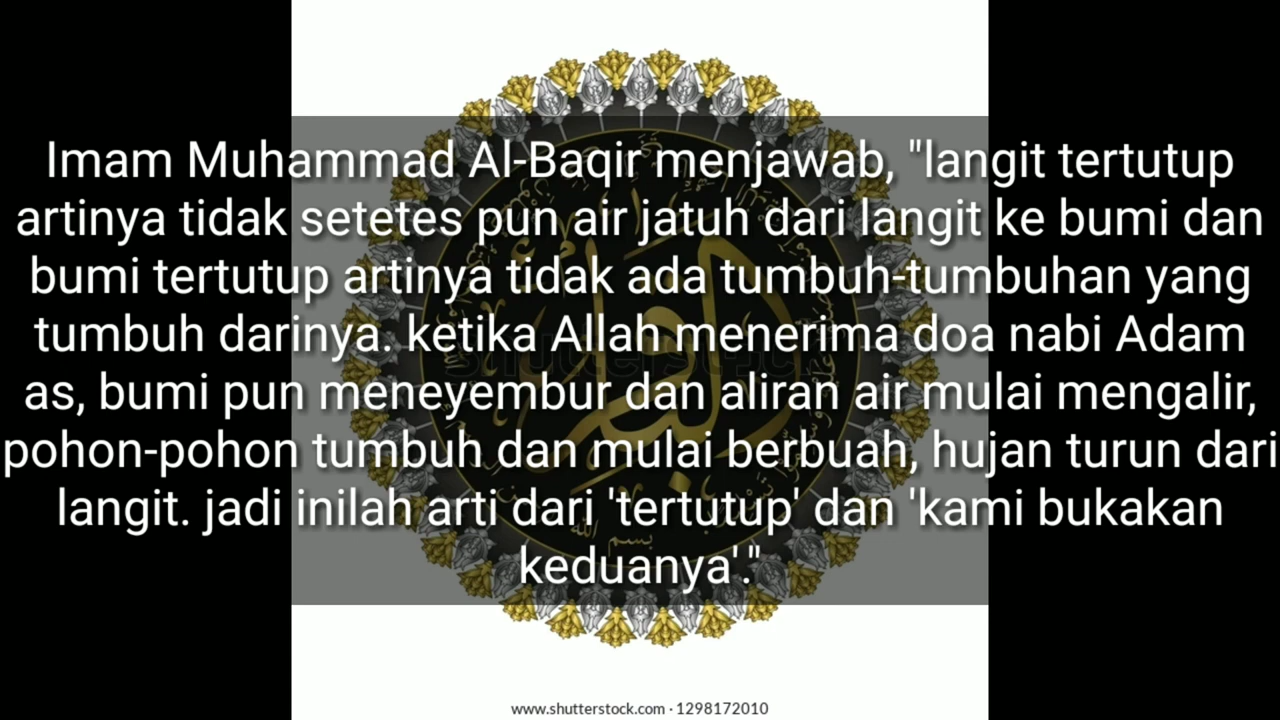 Imam Muhammad Al-Baqir menjawab, "langit tertutup
artinya tidak setetes pun air jatuh dari langit ke bumi dan
bumi tertutup artinya tidak ada tumbuh-tumbuhan yang
tumbuh darinya. ketika Allah menerima doa nabi Adam
as, bumi pun meneyembur dan aliran air mulai mengalir,
pohon-pohon tumbuh dan mulai berbuah, hujan turun dari
langit. jadi inilah arti dari 'tertutup' dan 'kami bukakan
keduanya'."
www.shutterstock.com · 1298172010